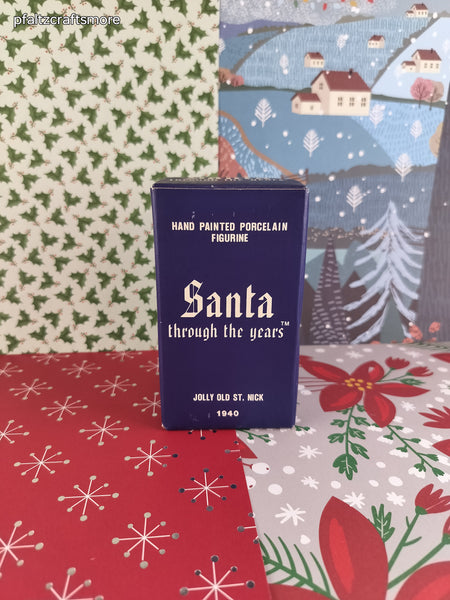 pfaltzcraftsmore
HAND PAINTED PORCELAIN
FIGURINE
Santa
through the years™
JOLLY OLD ST. NICK
1940